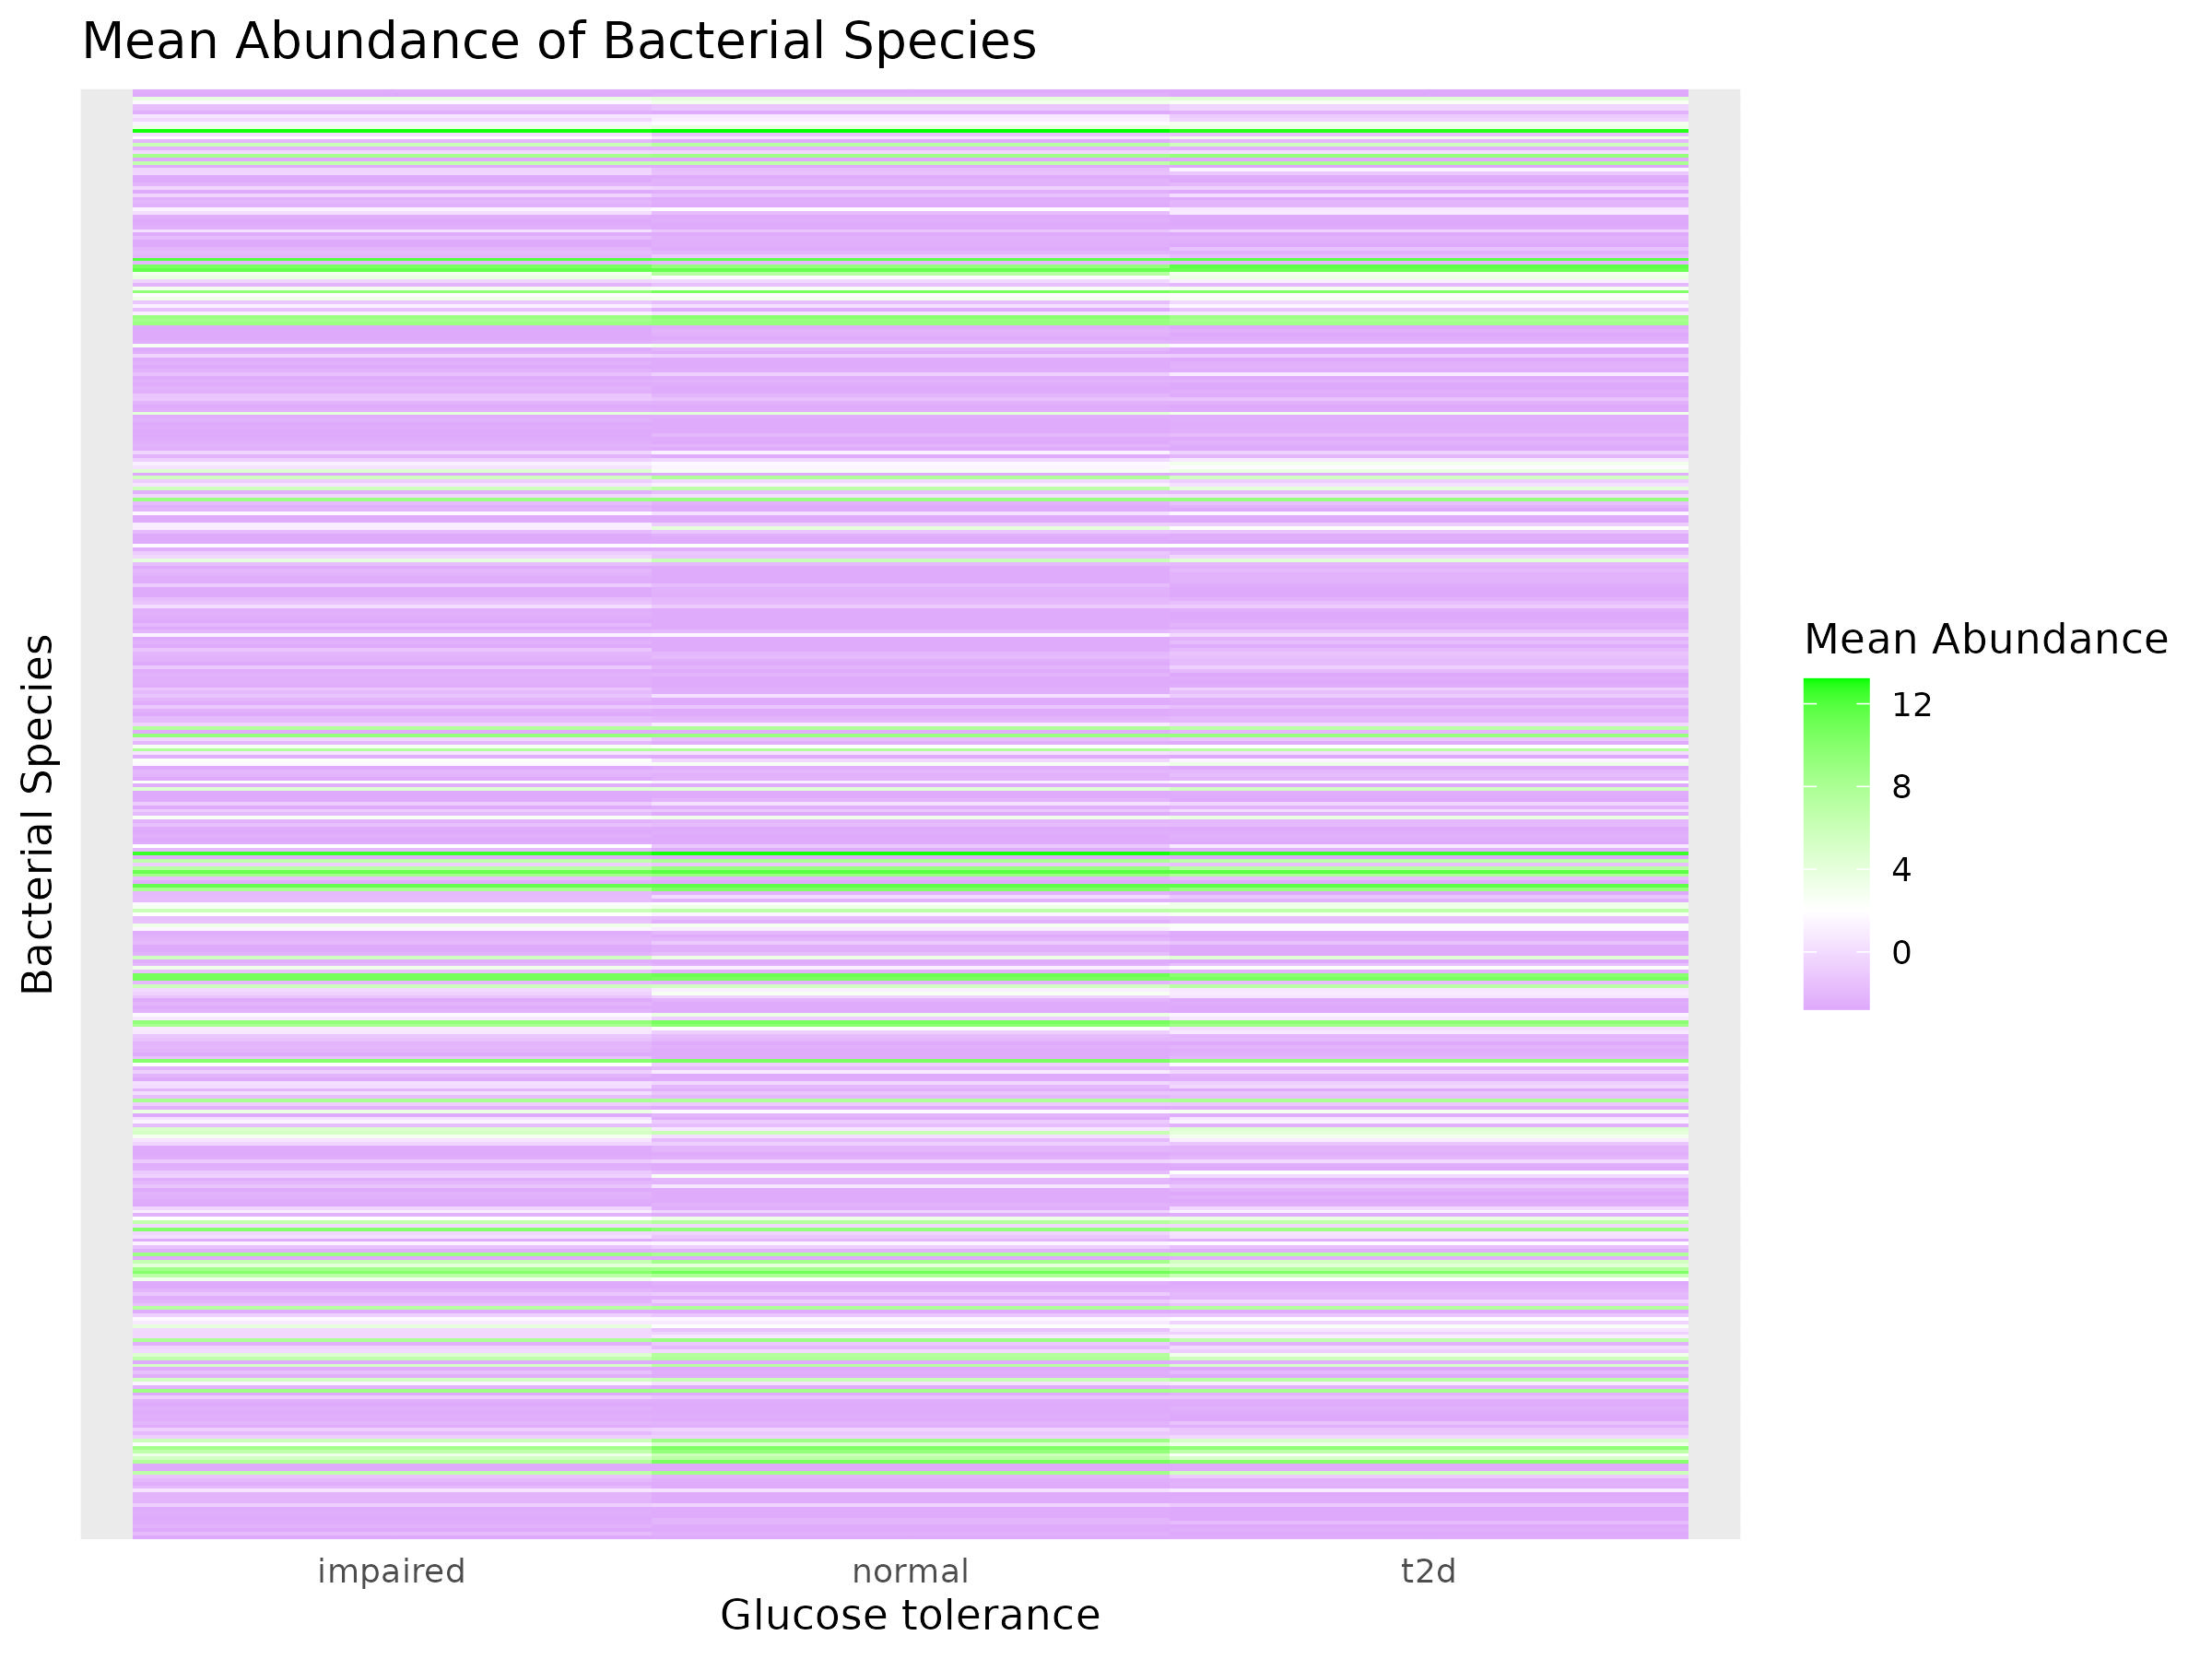 Mean Abundance of Bacterial Species
Bacterial Species
impaired
normal
t2d
Glucose tolerance
Mean Abundance
12
8
4
0